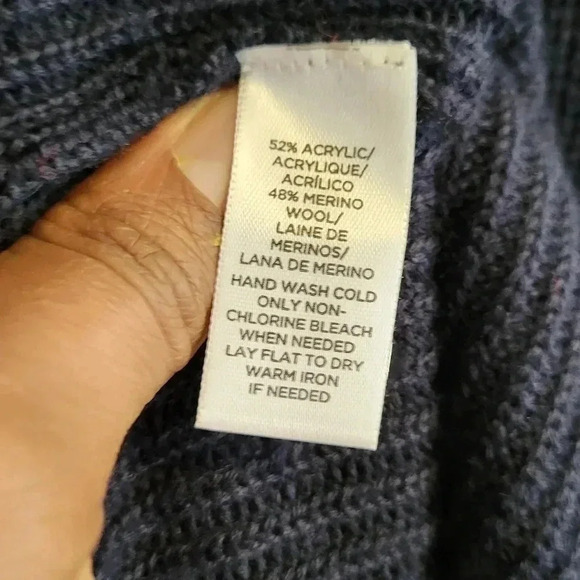 52% ACRYLIC/
ACRYLIQUE/
ACRÍLICO
48% MERINO
WOOL/
LAINE DE
MERINOS/
LANA DE MERINO
HAND WASH COLD
ONLY NON-
CHLORINE BLEACH
WHEN NEEDED
LAY FLAT TO DRY
WARM IRON
IF NEEDED